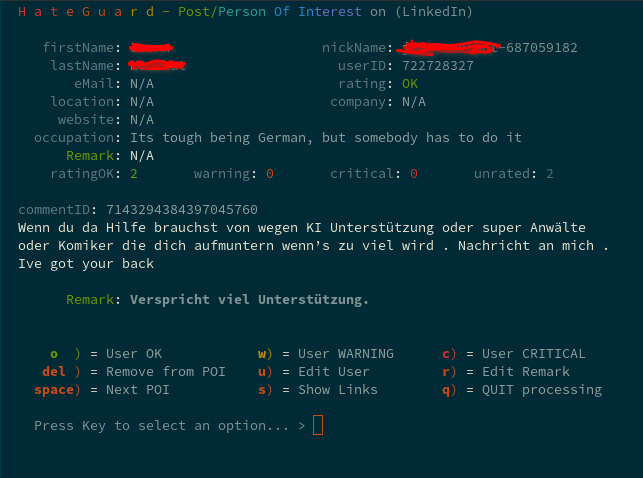 H a t e G u a r d - Post/Person Of Interest on (LinkedIn)
firstName: nickName: -687059182
lastName: userID: 722728327
eMail: N/A rating: OK
location: N/A company: N/A
website: N/A
occupation: Its tough being German, but somebody has to do it
Remark: N/A
ratingOK: 2 warning: 0 critical: 0 unrated: 2
commentID: 7143294384397045760
Wenn du da Hilfe brauchst von wegen KI Unterstützung oder super Anwälte
oder Komiker die dich aufmuntern wenn’s zu viel wird . Nachricht an mich .
Ive got your back
Remark: Verspricht viel Unterstützung.
o ) = User OK w) = User WARNING c) = User CRITICAL
del ) = Remove from POI u) = Edit User r) = Edit Remark
space) = Next POI s) = Show Links q) = QUIT processing
Press Key to select an option... >